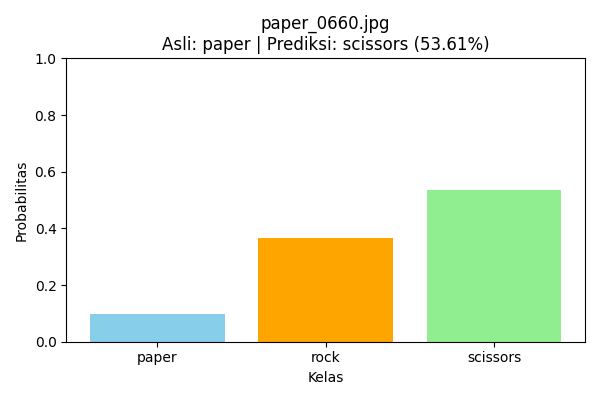 paper_0660.jpg
Asli: paper | Prediksi: scissors (53.61%)
1.0
0.8
0.6
0.4
0.2
0.0
Probabilitas
paper rock scissors
Kelas